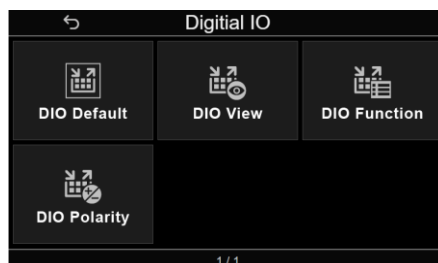 Digitial IO
DIO Default
DIO View
DIO Function
DIO Polarity
1/1